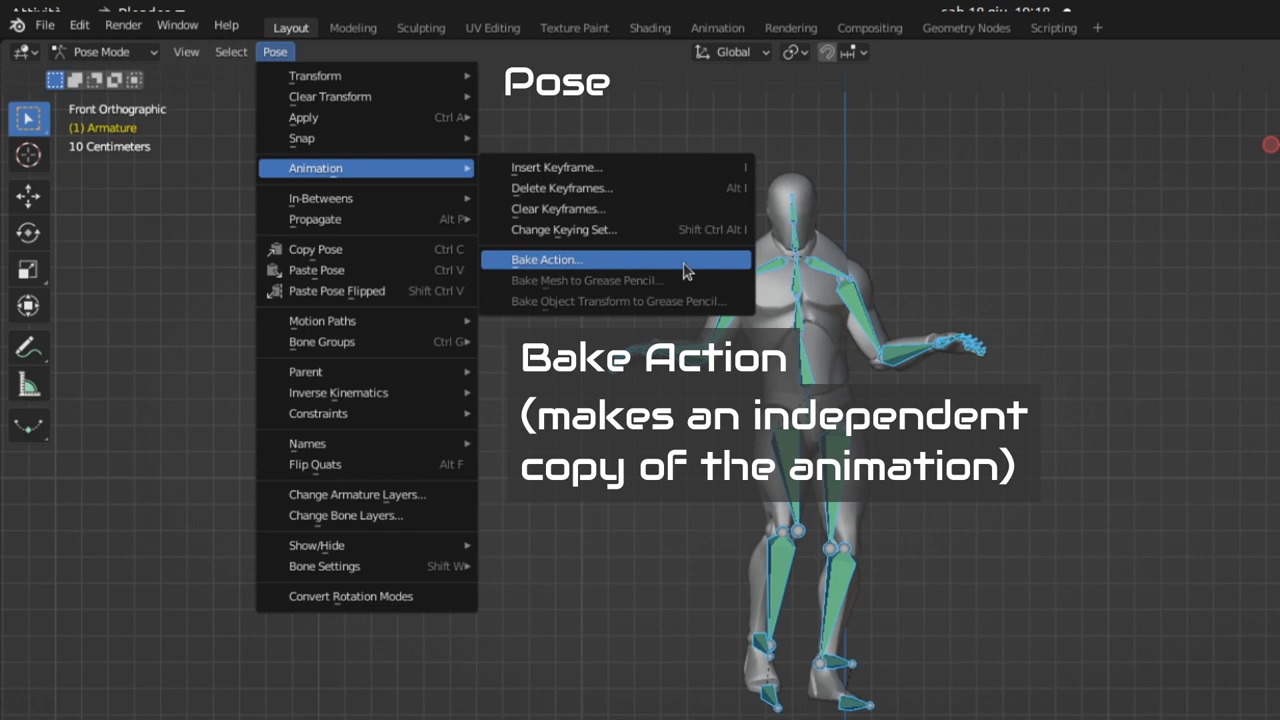 File Edit Render Window Help Layout Modeling Sculpting UV Editing Texture Paint Shading Animation Rendering Compositing Geometry Nodes Scripting +
Pose Mode View Select Pose Global
Pose
Front Orthographic
(1) Armature
10 Centimeters
Transform
Clear Transform
Apply Ctrl A
Snap
Animation
In-Betweens
Propagate Alt P
Copy Pose Ctrl C
Paste Pose Ctrl V
Paste Pose Flipped Shift Ctrl V
Motion Paths
Bone Groups Ctrl G
Parent
Inverse Kinematics
Constraints
Names
Flip Quats Alt F
Change Armature Layers...
Change Bone Layers...
Show/Hide
Bone Settings Shift W
Convert Rotation Modes
Insert Keyframe... I
Delete Keyframes... Alt I
Clear Keyframes...
Change Keying Set... Shift Ctrl Alt I
Bake Action...
Bake Mesh to Grease Pencil...
Bake Object Transform to Grease Pencil...
Bake Action
(makes an independent
copy of the animation)